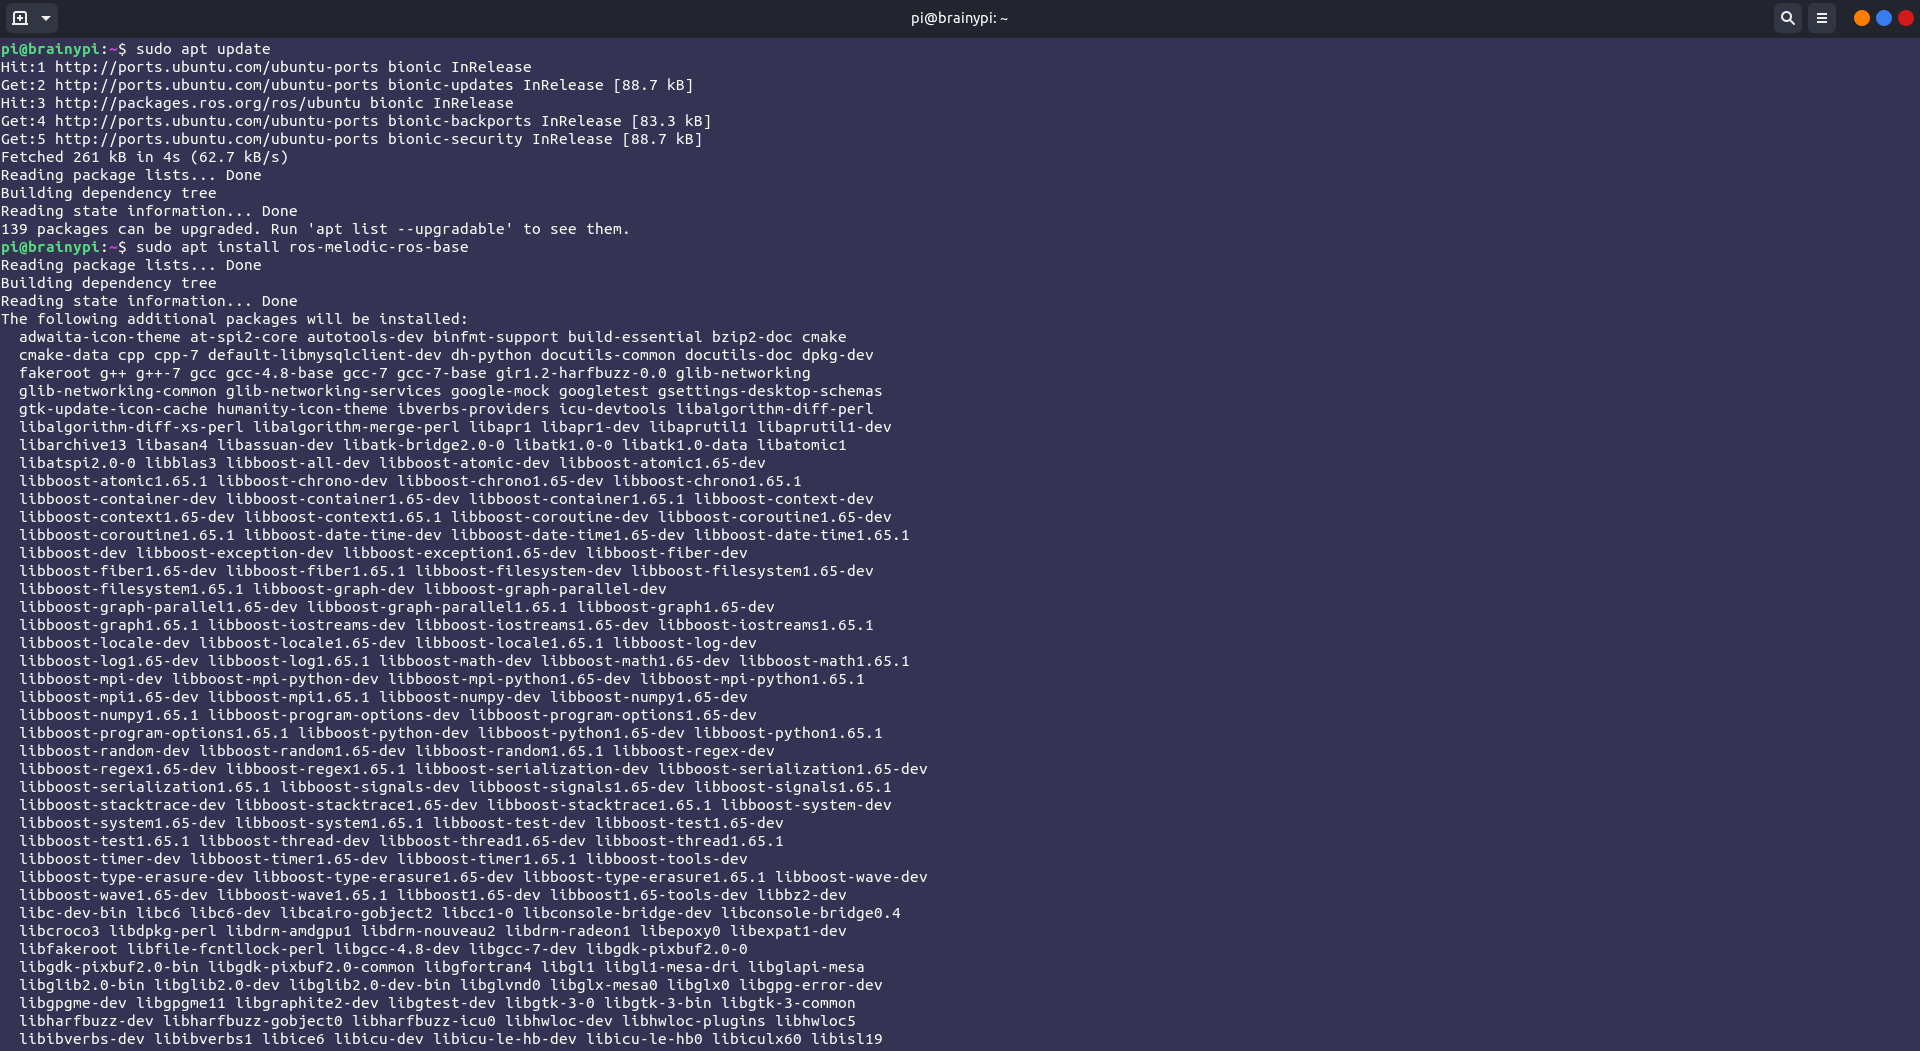 pi@brainypi: ~
pi@brainypi:~$ sudo apt update
Hit:1 http://ports.ubuntu.com/ubuntu-ports bionic InRelease
Get:2 http://ports.ubuntu.com/ubuntu-ports bionic-updates InRelease [88.7 kB]
Hit:3 http://packages.ros.org/ros/ubuntu bionic InRelease
Get:4 http://ports.ubuntu.com/ubuntu-ports bionic-backports InRelease [83.3 kB]
Get:5 http://ports.ubuntu.com/ubuntu-ports bionic-security InRelease [88.7 kB]
Fetched 261 kB in 4s (62.7 kB/s)
Reading package lists... Done
Building dependency tree
Reading state information... Done
139 packages can be upgraded. Run 'apt list --upgradable' to see them.
pi@brainypi:~$ sudo apt install ros-melodic-ros-base
Reading package lists... Done
Building dependency tree
Reading state information... Done
The following additional packages will be installed:
  adwaita-icon-theme at-spi2-core autotools-dev binfmt-support build-essential bzip2-doc cmake
  cmake-data cpp cpp-7 default-libmysqlclient-dev dh-python docutils-common docutils-doc dpkg-dev
  fakeroot g++ g++-7 gcc gcc-4.8-base gcc-7 gcc-7-base gir1.2-harfbuzz-0.0 glib-networking
  glib-networking-common glib-networking-services google-mock googletest gsettings-desktop-schemas
  gtk-update-icon-cache humanity-icon-theme ibverbs-providers icu-devtools libalgorithm-diff-perl
  libalgorithm-diff-xs-perl libalgorithm-merge-perl libapr1 libapr1-dev libaprutil1 libaprutil1-dev
  libarchive13 libasan4 libassuan-dev libatk-bridge2.0-0 libatk1.0-0 libatk1.0-data libatomic1
  libatspi2.0-0 libblas3 libboost-all-dev libboost-atomic-dev libboost-atomic1.65-dev
  libboost-atomic1.65.1 libboost-chrono-dev libboost-chrono1.65-dev libboost-chrono1.65.1
  libboost-container-dev libboost-container1.65-dev libboost-container1.65.1 libboost-context-dev
  libboost-context1.65-dev libboost-context1.65.1 libboost-coroutine-dev libboost-coroutine1.65-dev
  libboost-coroutine1.65.1 libboost-date-time-dev libboost-date-time1.65-dev libboost-date-time1.65.1
  libboost-dev libboost-exception-dev libboost-exception1.65-dev libboost-fiber-dev
  libboost-fiber1.65-dev libboost-fiber1.65.1 libboost-filesystem-dev libboost-filesystem1.65-dev
  libboost-filesystem1.65.1 libboost-graph-dev libboost-graph-parallel-dev
  libboost-graph-parallel1.65-dev libboost-graph-parallel1.65.1 libboost-graph1.65-dev
  libboost-graph1.65.1 libboost-iostreams-dev libboost-iostreams1.65-dev libboost-iostreams1.65.1
  libboost-locale-dev libboost-locale1.65-dev libboost-locale1.65.1 libboost-log-dev
  libboost-log1.65-dev libboost-log1.65.1 libboost-math-dev libboost-math1.65-dev libboost-math1.65.1
  libboost-mpi-dev libboost-mpi-python-dev libboost-mpi-python1.65-dev libboost-mpi-python1.65.1
  libboost-mpi1.65-dev libboost-mpi1.65.1 libboost-numpy-dev libboost-numpy1.65-dev
  libboost-numpy1.65.1 libboost-program-options-dev libboost-program-options1.65-dev
  libboost-program-options1.65.1 libboost-python-dev libboost-python1.65-dev libboost-python1.65.1
  libboost-random-dev libboost-random1.65-dev libboost-random1.65.1 libboost-regex-dev
  libboost-regex1.65-dev libboost-regex1.65.1 libboost-serialization-dev libboost-serialization1.65-dev
  libboost-serialization1.65.1 libboost-signals-dev libboost-signals1.65-dev libboost-signals1.65.1
  libboost-stacktrace-dev libboost-stacktrace1.65-dev libboost-stacktrace1.65.1 libboost-system-dev
  libboost-system1.65-dev libboost-system1.65.1 libboost-test-dev libboost-test1.65-dev
  libboost-test1.65.1 libboost-thread-dev libboost-thread1.65-dev libboost-thread1.65.1
  libboost-timer-dev libboost-timer1.65-dev libboost-timer1.65.1 libboost-tools-dev
  libboost-type-erasure-dev libboost-type-erasure1.65-dev libboost-type-erasure1.65.1 libboost-wave-dev
  libboost-wave1.65-dev libboost-wave1.65.1 libboost1.65-dev libboost1.65-tools-dev libbz2-dev
  libc-dev-bin libc6 libc6-dev libcairo-gobject2 libcc1-0 libconsole-bridge-dev libconsole-bridge0.4
  libcroco3 libdpkg-perl libdrm-amdgpu1 libdrm-nouveau2 libdrm-radeon1 libepoxy0 libexpat1-dev
  libfakeroot libfile-fcntllock-perl libgcc-4.8-dev libgcc-7-dev libgdk-pixbuf2.0-0
  libgdk-pixbuf2.0-bin libgdk-pixbuf2.0-common libgfortran4 libgl1 libgl1-mesa-dri libglapi-mesa
  libglib2.0-bin libglib2.0-dev libglib2.0-dev-bin libglvnd0 libglx-mesa0 libglx0 libgpg-error-dev
  libgpgme-dev libgpgme11 libgraphite2-dev libgtest-dev libgtk-3-0 libgtk-3-bin libgtk-3-common
  libharfbuzz-dev libharfbuzz-gobject0 libharfbuzz-icu0 libhwloc-dev libhwloc-plugins libhwloc5
  libibverbs-dev libibverbs1 libice6 libicu-dev libicu-le-hb-dev libicu-le-hb0 libiculx60 libisl19